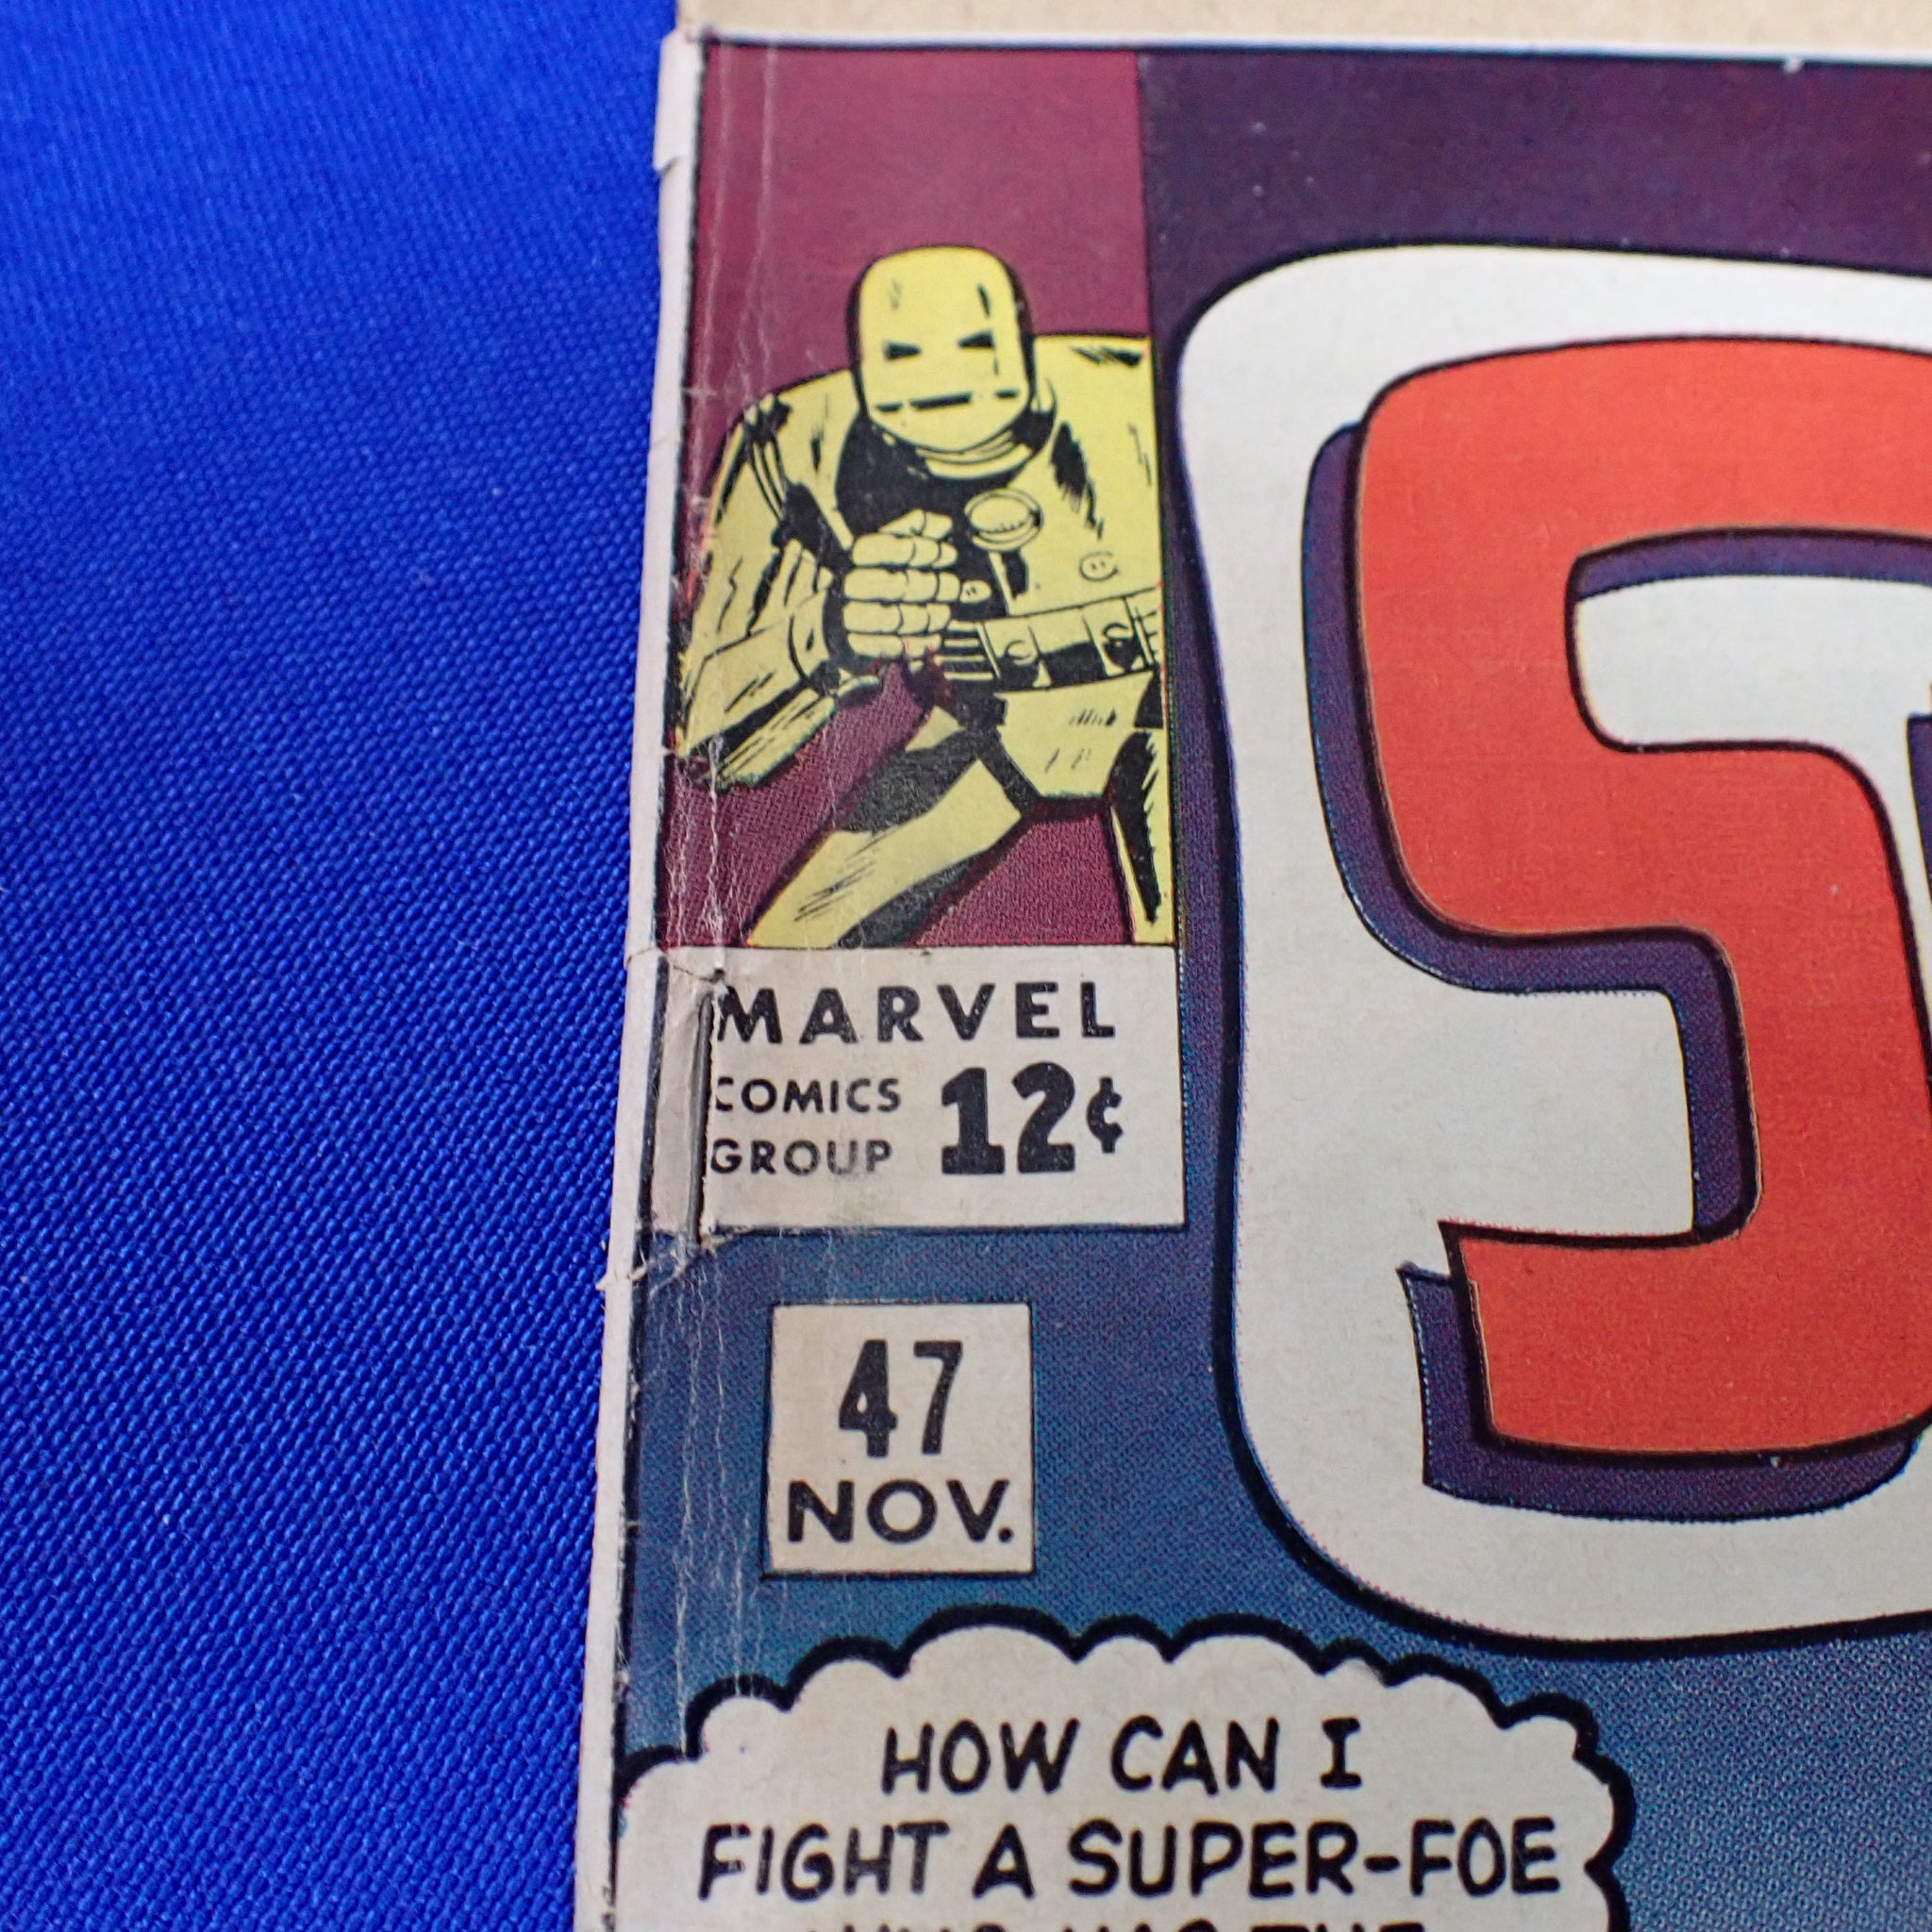 S
MARVEL
COMICS
GROUP 12¢
47
NOV.
HOW CAN I
FIGHT A SUPER-FOE